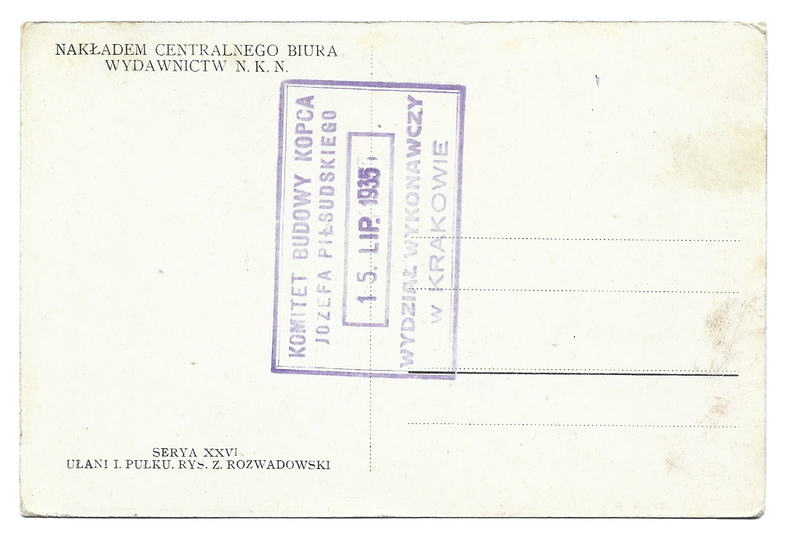 NAKŁADEM CENTRALNEGO BIURA
WYDAWNICTW N. K. N.
KOMITET BUDOWY KOPCA
JÓZEFA PIŁSUDSKIEGO
15. LIP. 1935
WYDZIAŁ WYKONAWCZY
W KRAKOWIE
SERYA XXVI
UŁANI I. PUŁKU. RYS. Z. ROZWADOWSKI